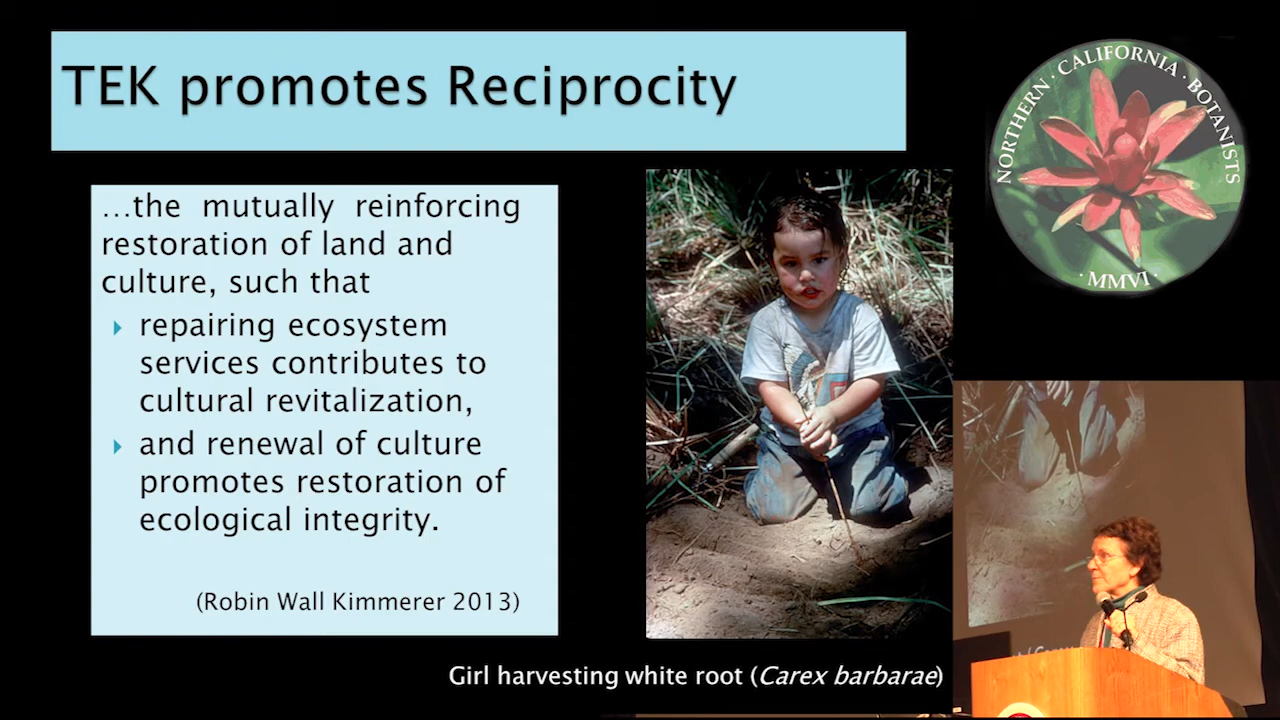 TEK promotes Reciprocity
…the mutually reinforcing
restoration of land and
culture, such that
repairing ecosystem
services contributes to
cultural revitalization,
and renewal of culture
promotes restoration of
ecological integrity.
(Robin Wall Kimmerer 2013)
Girl harvesting white root (Carex barbarae)
NORTHERN · CALIFORNIA · BOTANISTS
· MMVI ·